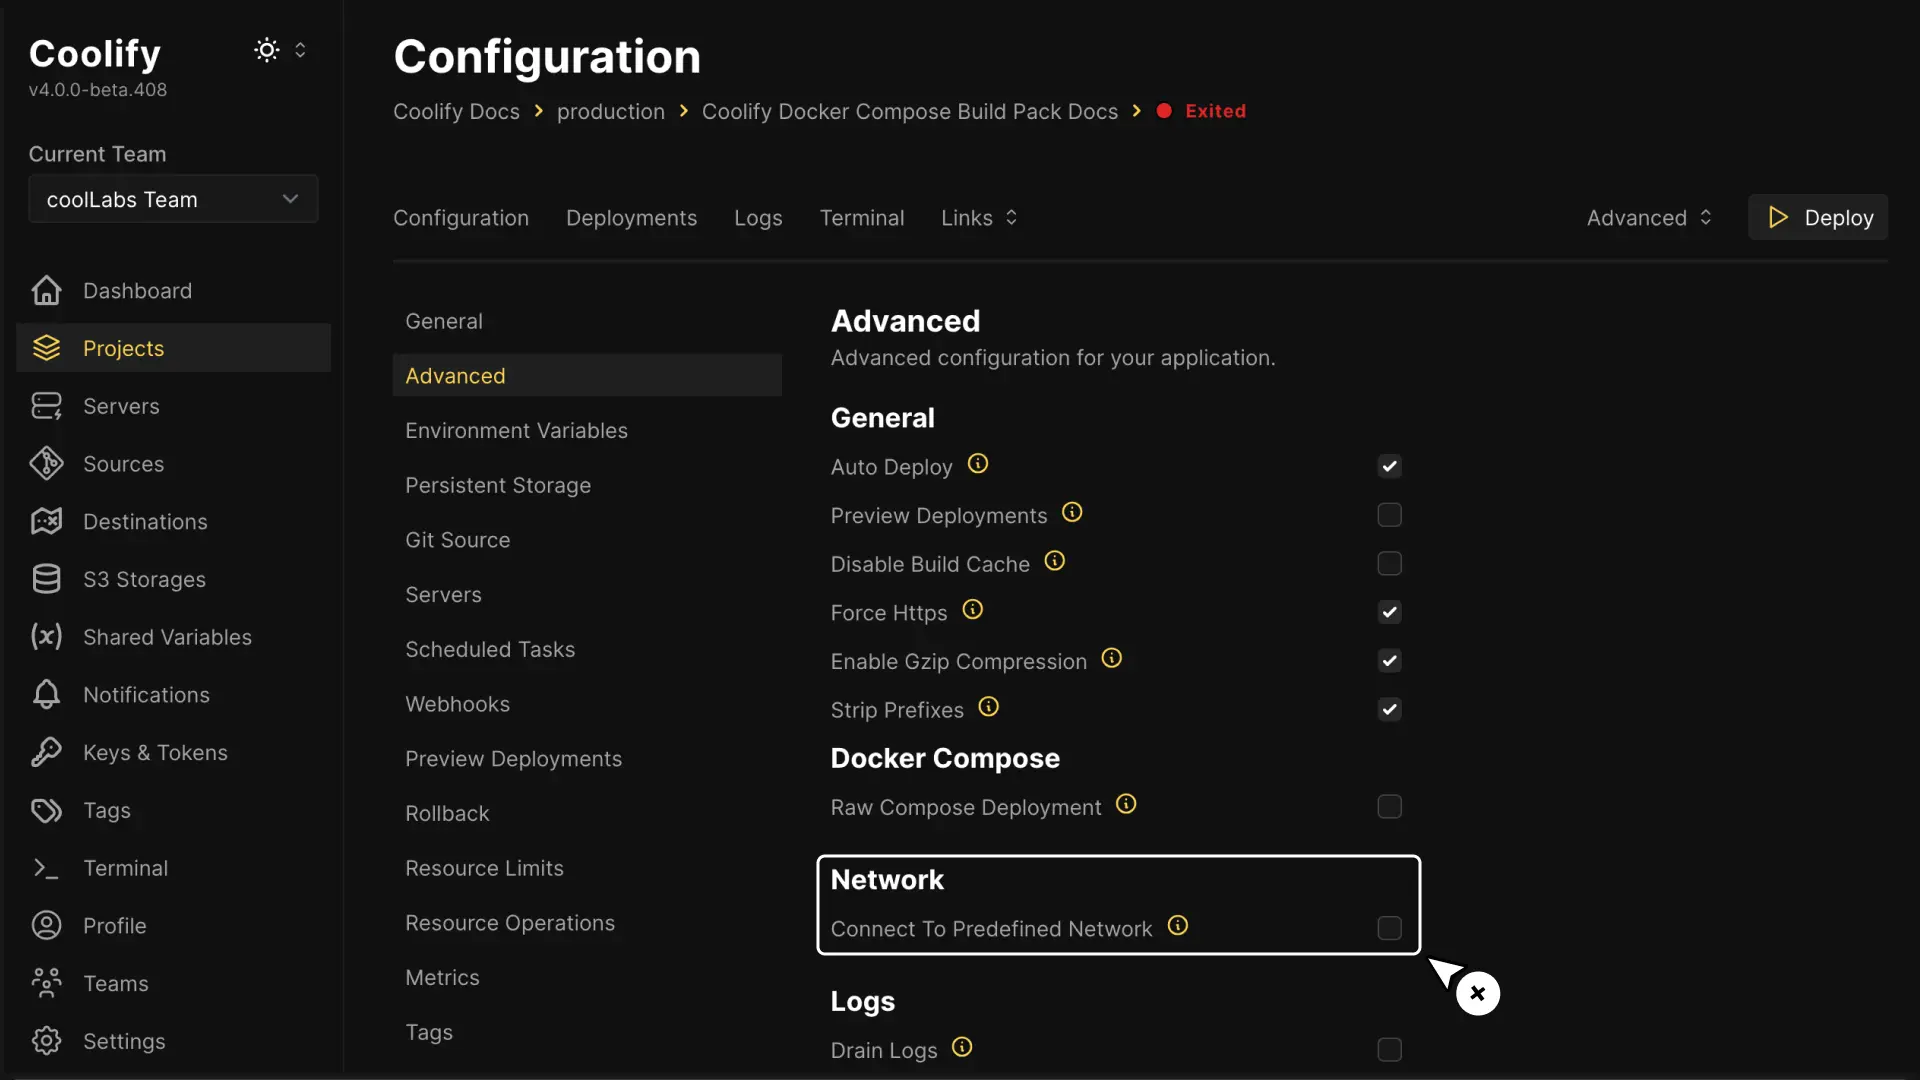 Coolify
v4.0.0-beta.408
Current Team
coolLabs Team
Dashboard
Projects
Servers
Sources
Destinations
S3 Storages
Shared Variables
Notifications
Keys & Tokens
Tags
Terminal
Profile
Teams
Settings
Configuration
Coolify Docs > production > Coolify Docker Compose Build Pack Docs > Exited
Configuration Deployments Logs Terminal Links Advanced Deploy
General
Advanced
Environment Variables
Persistent Storage
Git Source
Servers
Scheduled Tasks
Webhooks
Preview Deployments
Rollback
Resource Limits
Resource Operations
Metrics
Tags
Advanced
Advanced configuration for your application.
General
Auto Deploy
Preview Deployments
Disable Build Cache
Force Https
Enable Gzip Compression
Strip Prefixes
Docker Compose
Raw Compose Deployment
Network
Connect To Predefined Network
Logs
Drain Logs